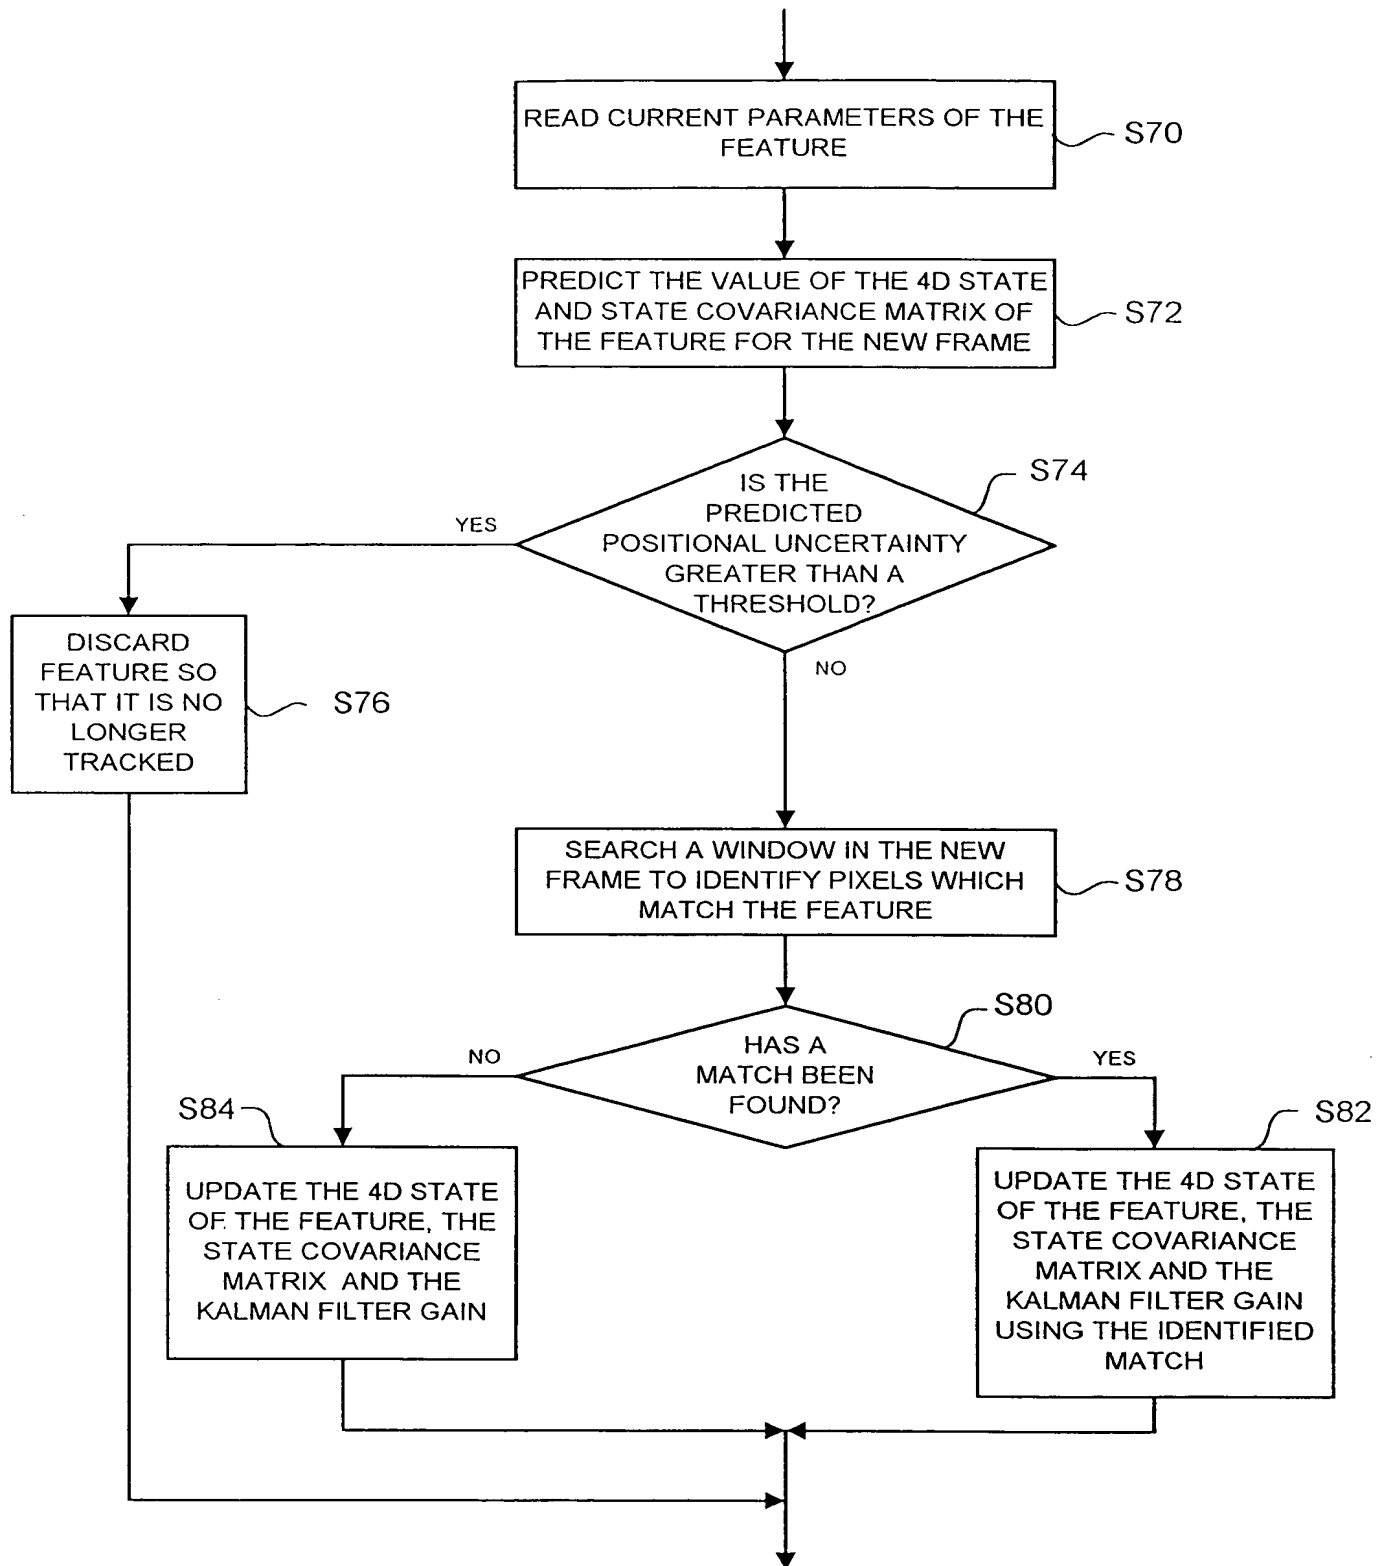 READ CURRENT PARAMETERS OF THE
FEATURE
S70
PREDICT THE VALUE OF THE 4D STATE
AND STATE COVARIANCE MATRIX OF
THE FEATURE FOR THE NEW FRAME
S72
IS THE
PREDICTED
POSITIONAL UNCERTAINTY
GREATER THAN A
THRESHOLD?
S74
YES
NO
DISCARD
FEATURE SO
THAT IT IS NO
LONGER
TRACKED
S76
SEARCH A WINDOW IN THE NEW
FRAME TO IDENTIFY PIXELS WHICH
MATCH THE FEATURE
S78
HAS A
MATCH BEEN
FOUND?
S80
NO
YES
S84
UPDATE THE 4D STATE
OF THE FEATURE, THE
STATE COVARIANCE
MATRIX AND THE
KALMAN FILTER GAIN
S82
UPDATE THE 4D STATE
OF THE FEATURE, THE
STATE COVARIANCE
MATRIX AND THE
KALMAN FILTER GAIN
USING THE IDENTIFIED
MATCH